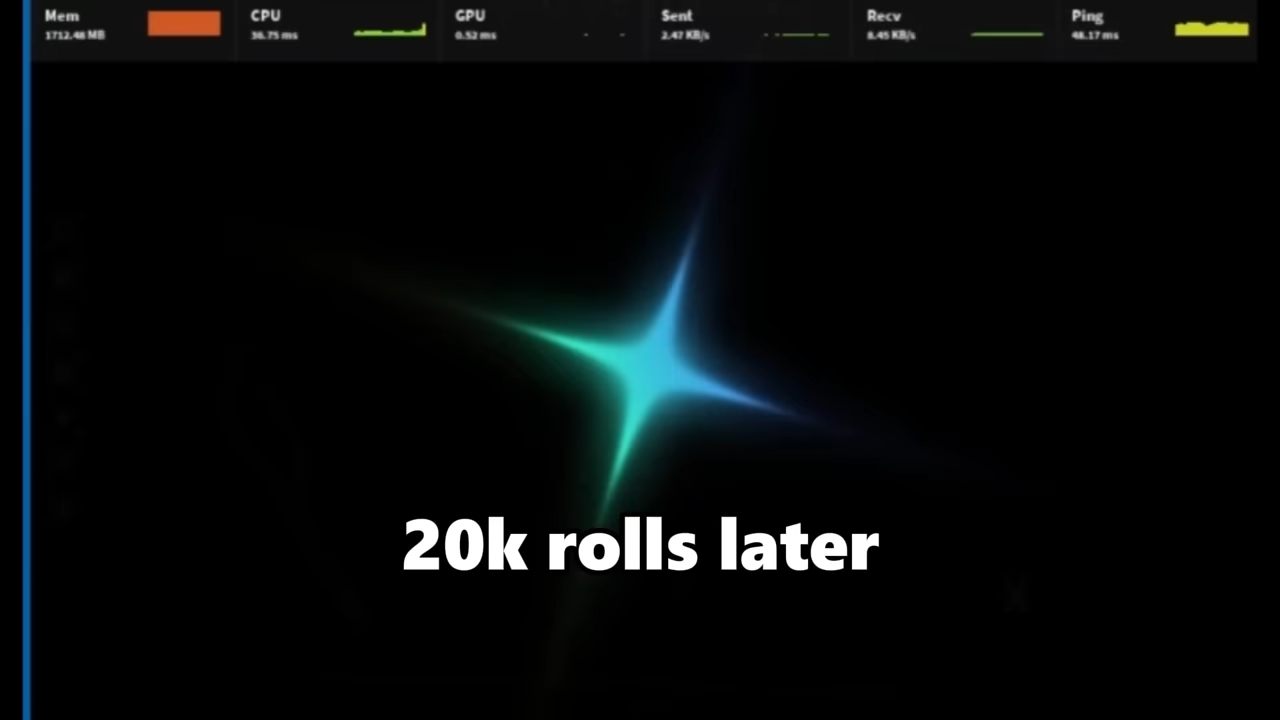 Mem
1712.48 MB
CPU
36.75 ms
GPU
0.52 ms
Sent
2.47 KB/s
Recv
8.45 KB/s
Ping
48.17 ms
20k rolls later